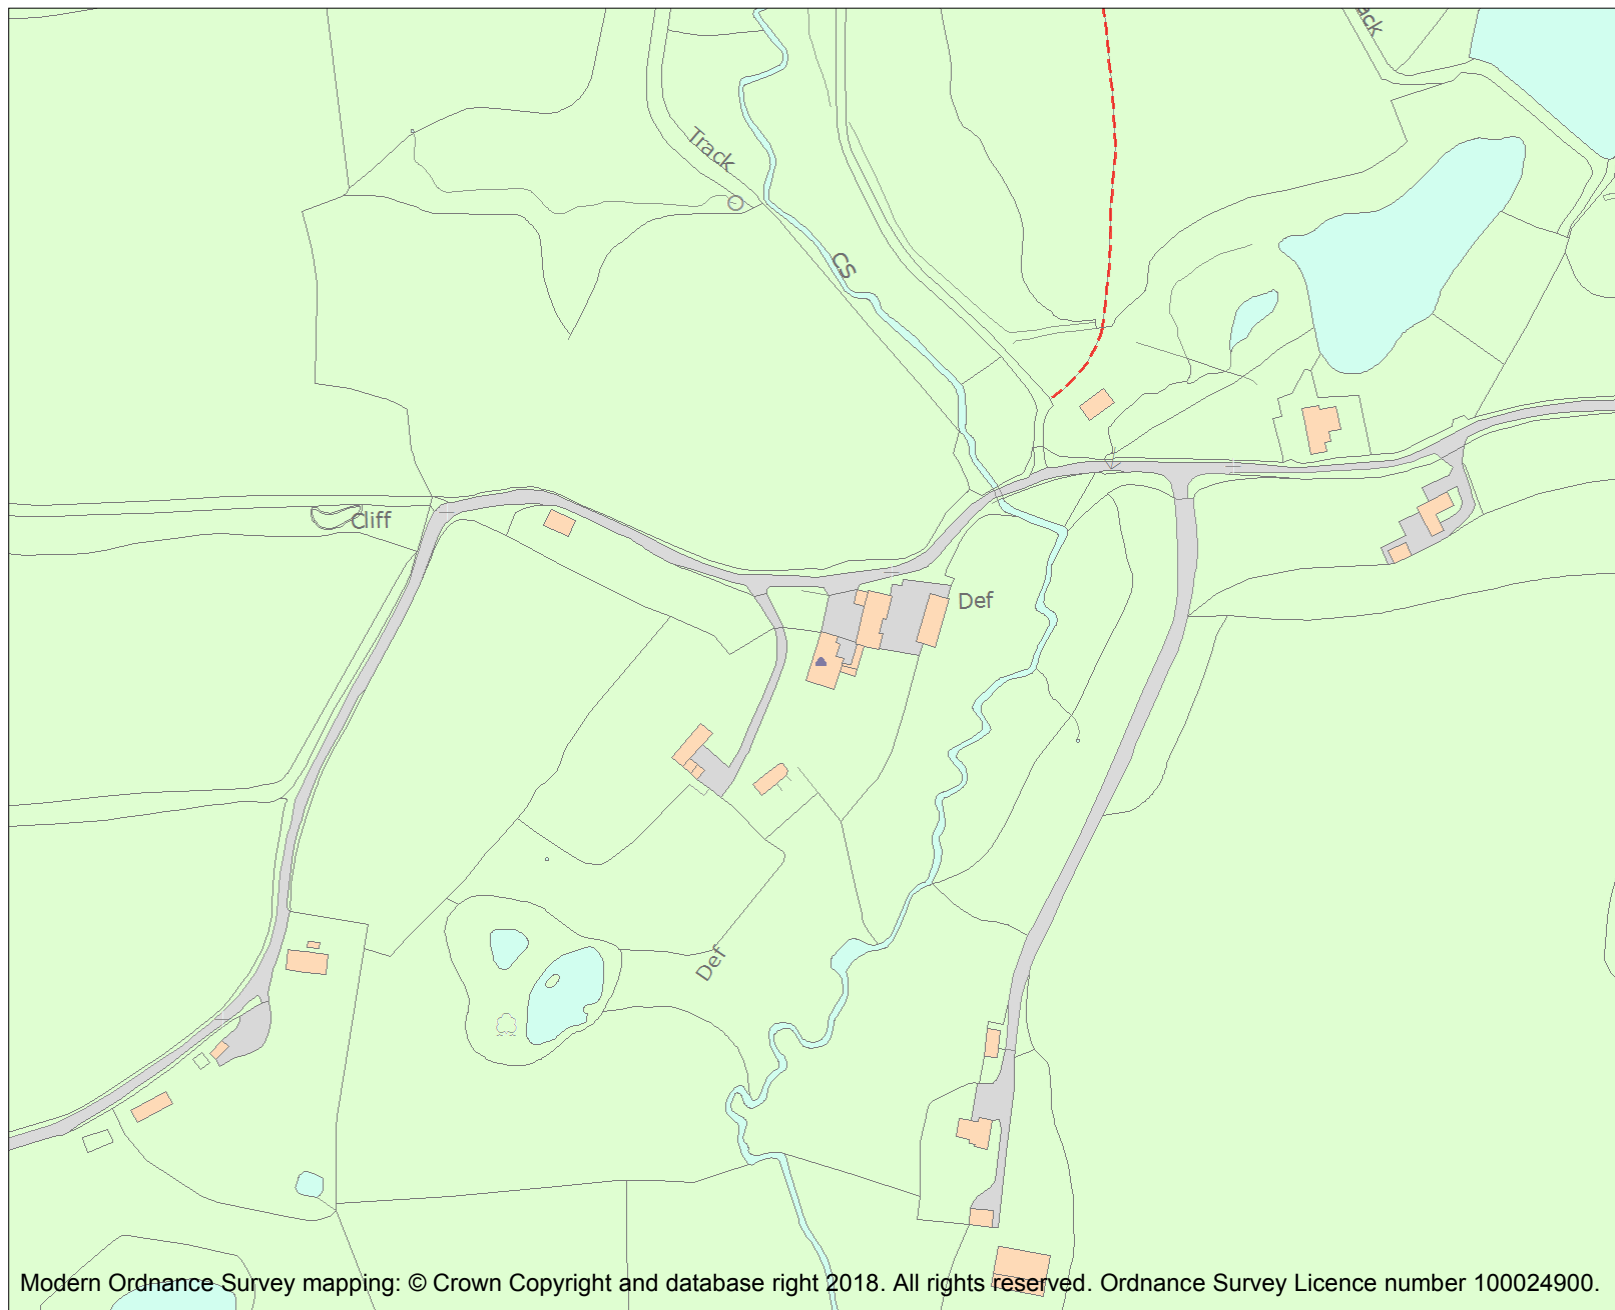 ack
Track
CS
Cliff
Def
Def
Modern Ordnance Survey mapping: © Crown Copyright and database right 2018. All rights reserved. Ordnance Survey Licence number 100024900.